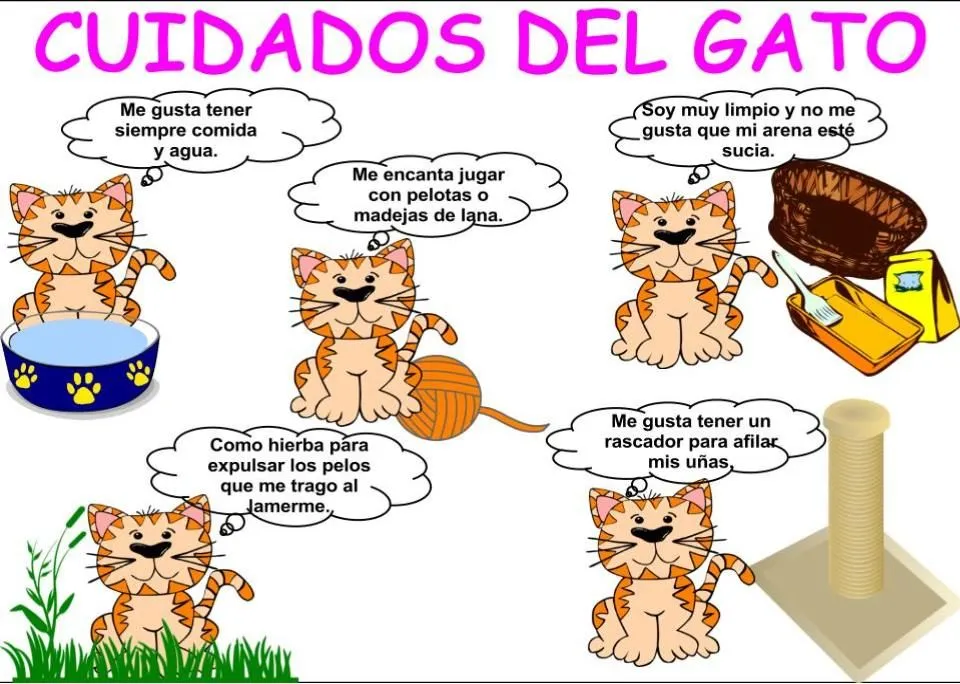 CUIDADOS DEL GATO
Me gusta tener
siempre comida
y agua.
Me encanta jugar
con pelotas o
madejas de lana.
Soy muy limpio y no me
gusta que mi arena esté
sucia.
Como hierba para
expulsar los pelos
que me trago al
lamerme.
Me gusta tener un
rascador para afilar
mis uñas.